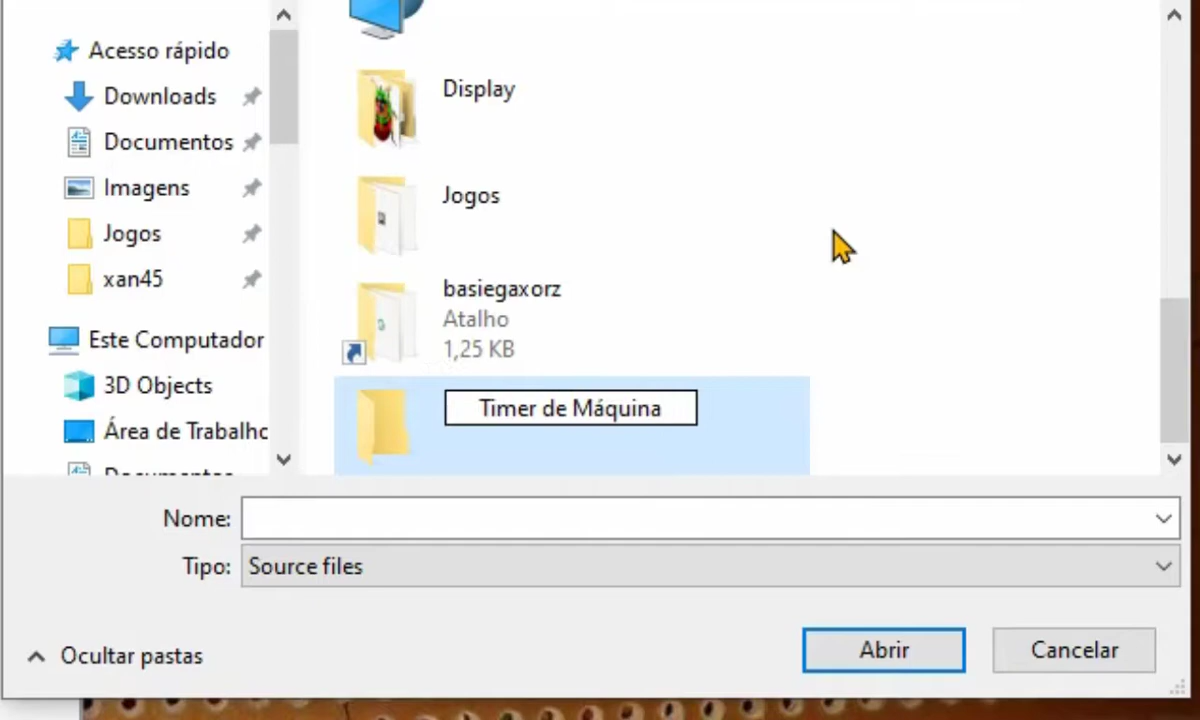 Acesso rápido
Downloads
Documentos
Imagens
Jogos
xan45
Este Computador
3D Objects
Área de Trabalho
Documentos
Display
Jogos
basiegaxorz
Atalho
1,25 KB
Timer de Máquina
Nome:
Tipo: Source files
Ocultar pastas
Abrir
Cancelar